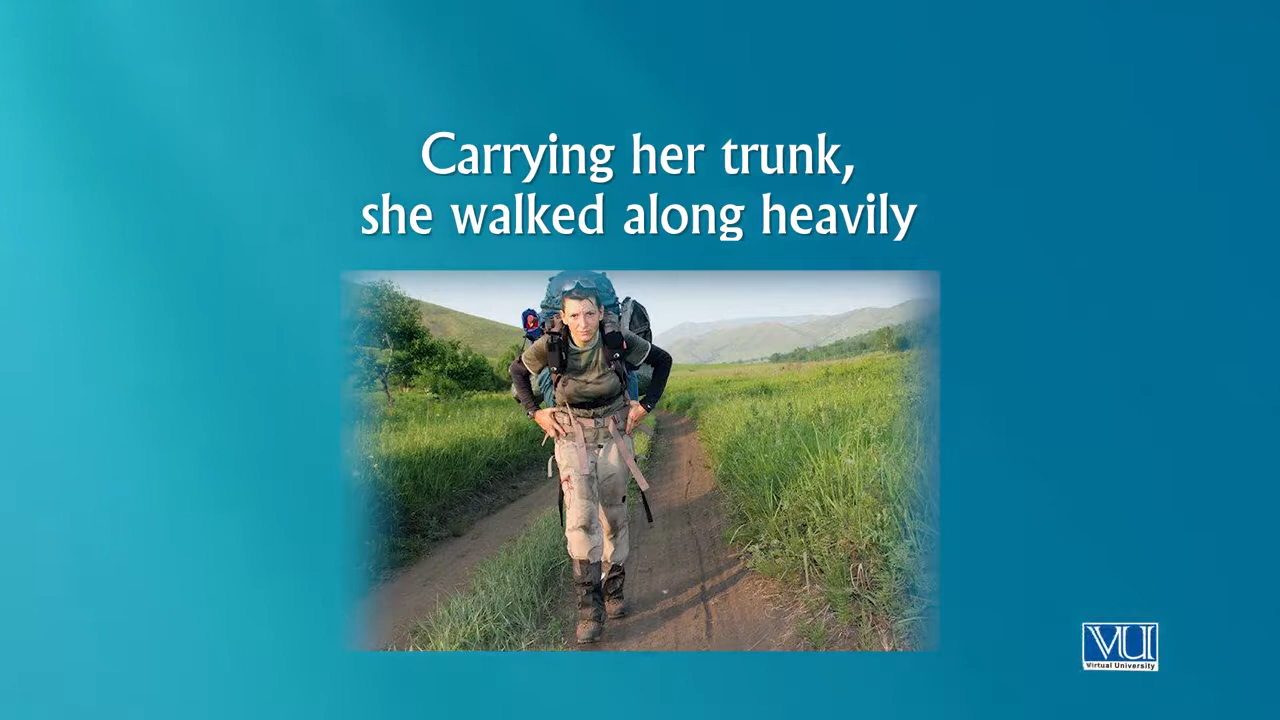 Carrying her trunk,
she walked along heavily
VU
Virtual University